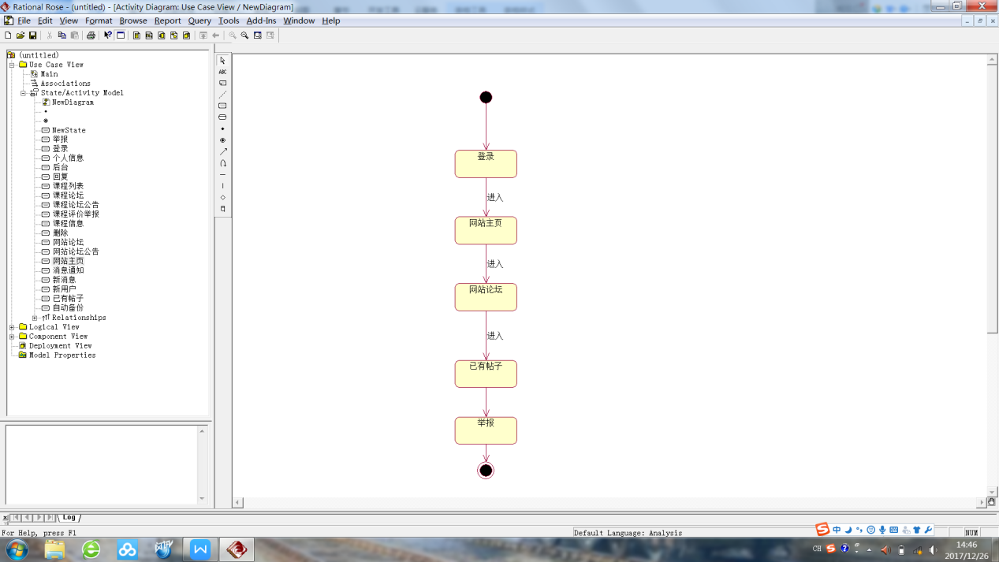 Rational Rose - (untitled) - [Activity Diagram: Use Case View / NewDiagram]
File Edit View Format Browse Report Query Tools Add-Ins Window Help
(untitled)
Use Case View
Main
Associations
State/Activity Model
NewDiagram
NewState
举报
登录
个人信息
后台
回复
课程列表
课程论坛
课程论坛公告
课程评价举报
课程信息
删除
网站论坛
网站论坛公告
网站主页
消息通知
新消息
新用户
已有帖子
自动备份
Relationships
Logical View
Component View
Deployment View
Model Properties
ABC
登录
进入
网站主页
进入
网站论坛
进入
已有帖子
举报
Log
For Help, press F1
Default Language: Analysis
NUM
中
CH
14:46
2017/12/26